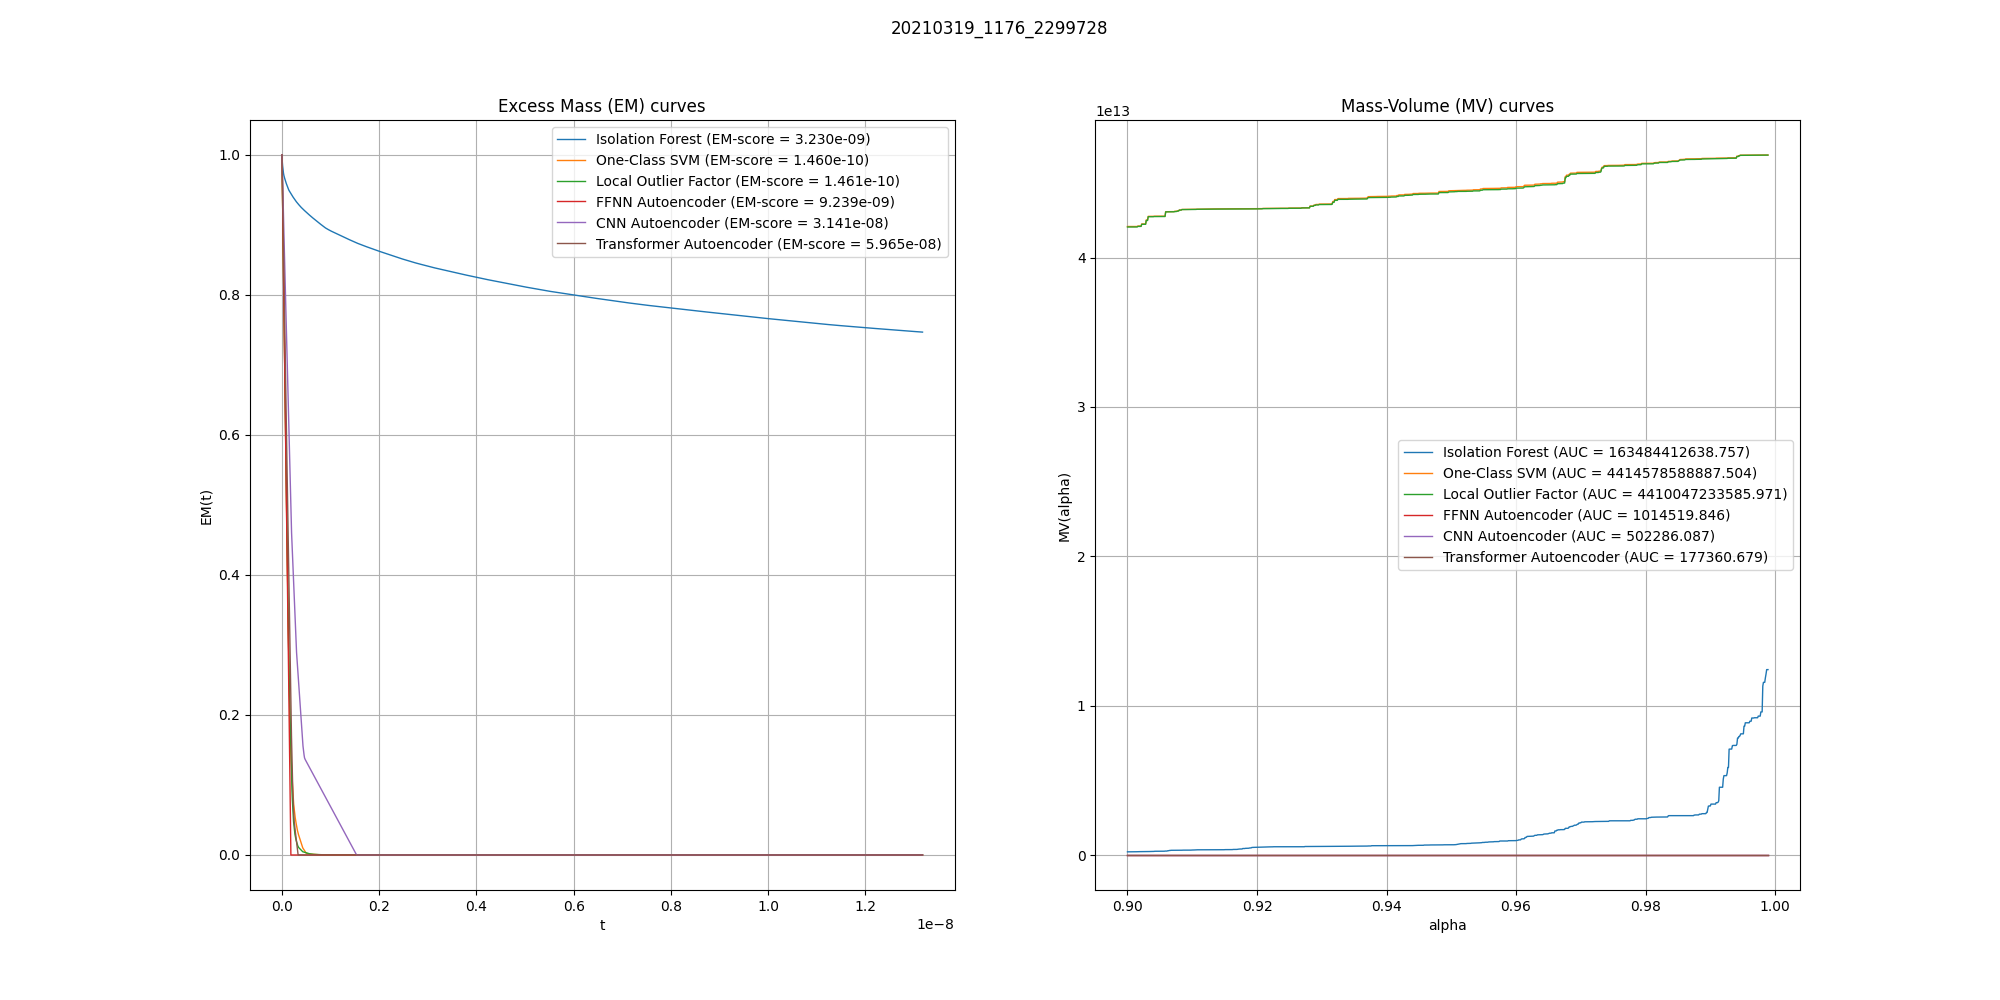 20210319_1176_2299728
Excess Mass (EM) curves
Isolation Forest (EM-score = 3.230e-09)
One-Class SVM (EM-score = 1.460e-10)
Local Outlier Factor (EM-score = 1.461e-10)
FFNN Autoencoder (EM-score = 9.239e-09)
CNN Autoencoder (EM-score = 3.141e-08)
Transformer Autoencoder (EM-score = 5.965e-08)
1.0
0.8
0.6
0.4
0.2
0.0
EM(t)
0.0 0.2 0.4 0.6 0.8 1.0 1.2
t
1e−8
Mass-Volume (MV) curves
1e13
4
3
2
1
0
MV(alpha)
Isolation Forest (AUC = 163484412638.757)
One-Class SVM (AUC = 4414578588887.504)
Local Outlier Factor (AUC = 4410047233585.971)
FFNN Autoencoder (AUC = 1014519.846)
CNN Autoencoder (AUC = 502286.087)
Transformer Autoencoder (AUC = 177360.679)
0.90 0.92 0.94 0.96 0.98 1.00
alpha